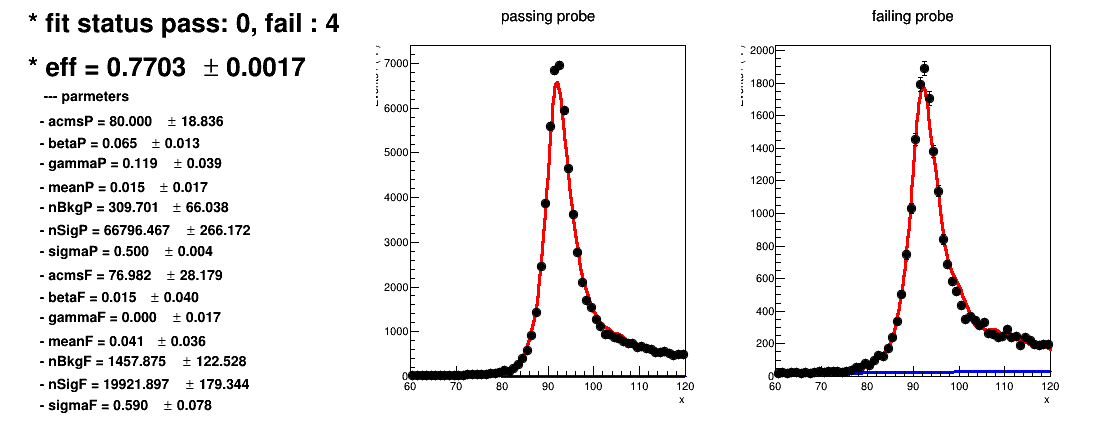 * fit status pass: 0, fail : 4
* eff = 0.7703 ± 0.0017
--- parmeters
- acmsP = 80.000 ± 18.836
- betaP = 0.065 ± 0.013
- gammaP = 0.119 ± 0.039
- meanP = 0.015 ± 0.017
- nBkgP = 309.701 ± 66.038
- nSigP = 66796.467 ± 266.172
- sigmaP = 0.500 ± 0.004
- acmsF = 76.982 ± 28.179
- betaF = 0.015 ± 0.040
- gammaF = 0.000 ± 0.017
- meanF = 0.041 ± 0.036
- nBkgF = 1457.875 ± 122.528
- nSigF = 19921.897 ± 179.344
- sigmaF = 0.590 ± 0.078
passing probe
7000
6000
5000
4000
3000
2000
1000
0
60 70 80 90 100 110 120
x
failing probe
2000
1800
1600
1400
1200
1000
800
600
400
200
0
60 70 80 90 100 110 120
x